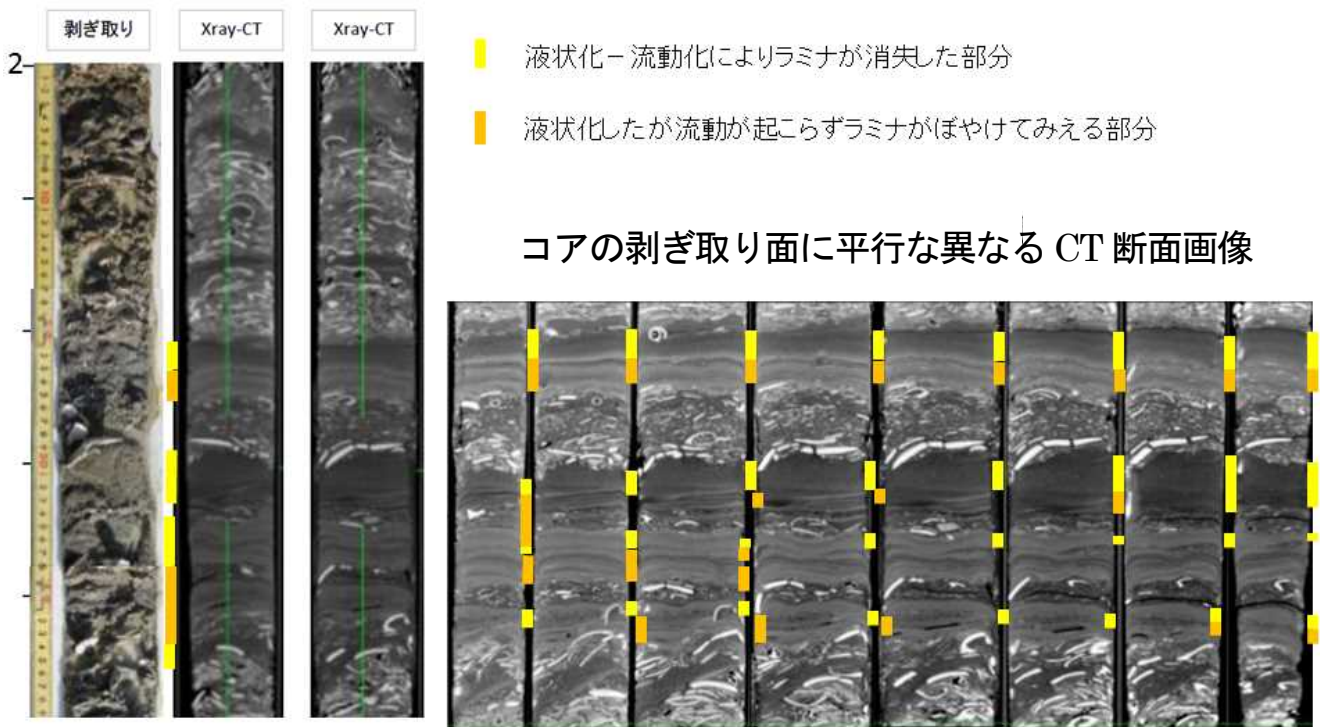 剥ぎ取り
Xray-CT
Xray-CT
2
液状化－流動化によりラミナが消失した部分
液状化したが流動が起こらずラミナがぼやけてみえる部分
コアの剥ぎ取り面に平行な異なる CT 断面画像